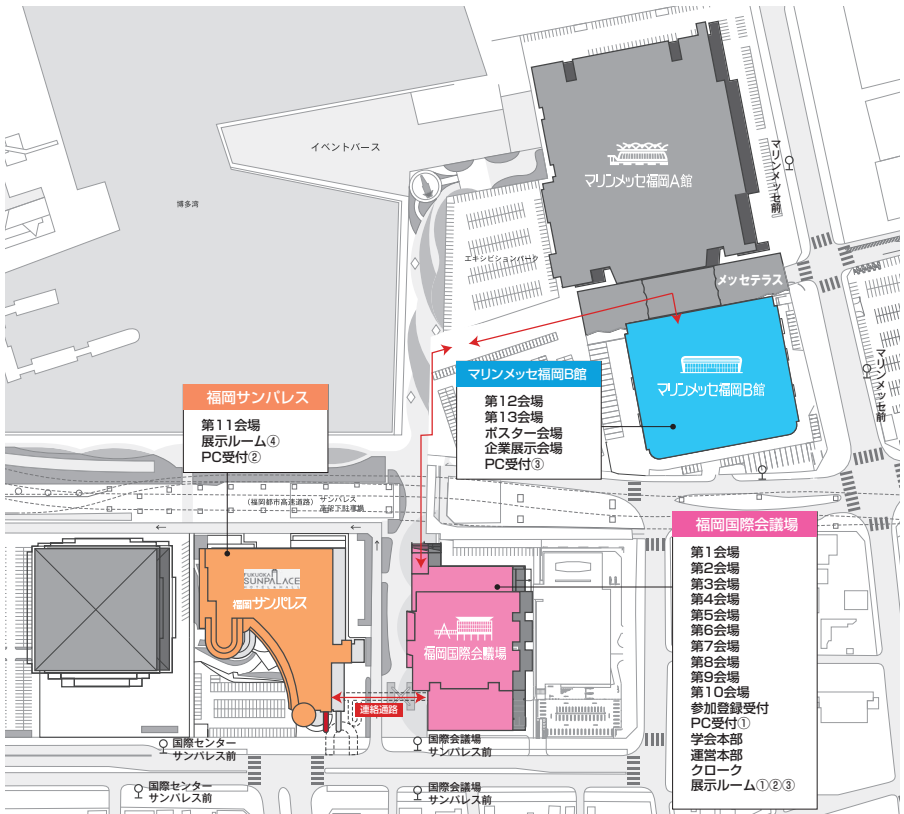 イベントバース
マリンメッセ福岡A館
マリンメッセ前
博多湾
エキシビションパーク
メッセテラス
マリンメッセ福岡B館
マリンメッセ前
マリンメッセ福岡B館
第12会場
第13会場
ポスター会場
企業展示会場
PC受付③
福岡サンパレス
第11会場
展示ルーム④
PC受付②
(福岡都市高速道路)
サンパレス
高架下駐車場
福岡国際会議場
第1会場
第2会場
第3会場
第4会場
第5会場
第6会場
第7会場
第8会場
第9会場
第10会場
参加登録受付
PC受付①
学会本部
運営本部
クローク
展示ルーム①②③
FUKUOKA
SUNPALACE
HOTEL & HALL
福岡サンパレス
福岡国際会議場
連絡通路
国際センター
サンパレス前
国際会議場
サンパレス前
国際センター
サンパレス前
国際会議場
サンパレス前